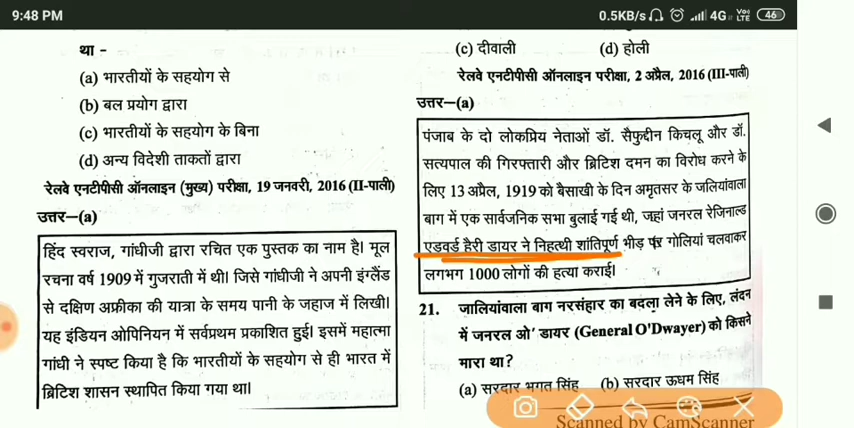 9:48 PM
0.5KB/s 4G VoLTE 46
था -
(a) भारतीयों के सहयोग से
(b) बल प्रयोग द्वारा
(c) भारतीयों के सहयोग के बिना
(d) अन्य विदेशी ताकतों द्वारा
रेलवे एनटीपीसी ऑनलाइन (मुख्य) परीक्षा, 19 जनवरी, 2016 (II-पाली)
उत्तर–(a)
हिंद स्वराज, गांधीजी द्वारा रचित एक पुस्तक का नाम है। मूल
रचना वर्ष 1909 में गुजराती में थी। जिसे गांधीजी ने अपनी इंग्लैंड
से दक्षिण अफ्रीका की यात्रा के समय पानी के जहाज में लिखी।
यह इंडियन ओपिनियन में सर्वप्रथम प्रकाशित हुई। इसमें महात्मा
गांधी ने स्पष्ट किया है कि भारतीयों के सहयोग से ही भारत में
ब्रिटिश शासन स्थापित किया गया था।
(c) दीवाली (d) होली
रेलवे एनटीपीसी ऑनलाइन परीक्षा, 2 अप्रैल, 2016 (III-पाली)
उत्तर–(a)
पंजाब के दो लोकप्रिय नेताओं डॉ. सैफुद्दीन किचलू और डॉ.
सत्यपाल की गिरफ्तारी और ब्रिटिश दमन का विरोध करने के
लिए 13 अप्रैल, 1919 को बैसाखी के दिन अमृतसर के जलियांवाला
बाग में एक सार्वजनिक सभा बुलाई गई थी, जहां जनरल रेजिनाल्ड
एडवर्ड हैरी डायर ने निहत्थी शांतिपूर्ण भीड़ पर गोलियां चलवाकर
लगभग 1000 लोगों की हत्या कराई।
21. जालियांवाला बाग नरसंहार का बदला लेने के लिए, लंदन
में जनरल ओ' डायर (General O'Dwayer) को किसने
मारा था?
(a) सरदार भगत सिंह (b) सरदार ऊधम सिंह
Scanned by CamScanner